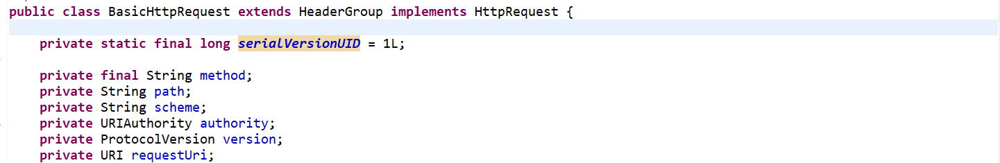 public class BasicHttpRequest extends HeaderGroup implements HttpRequest {
private static final long serialVersionUID = 1L;
private final String method;
private String path;
private String scheme;
private URIAuthority authority;
private ProtocolVersion version;
private URI requestUri;